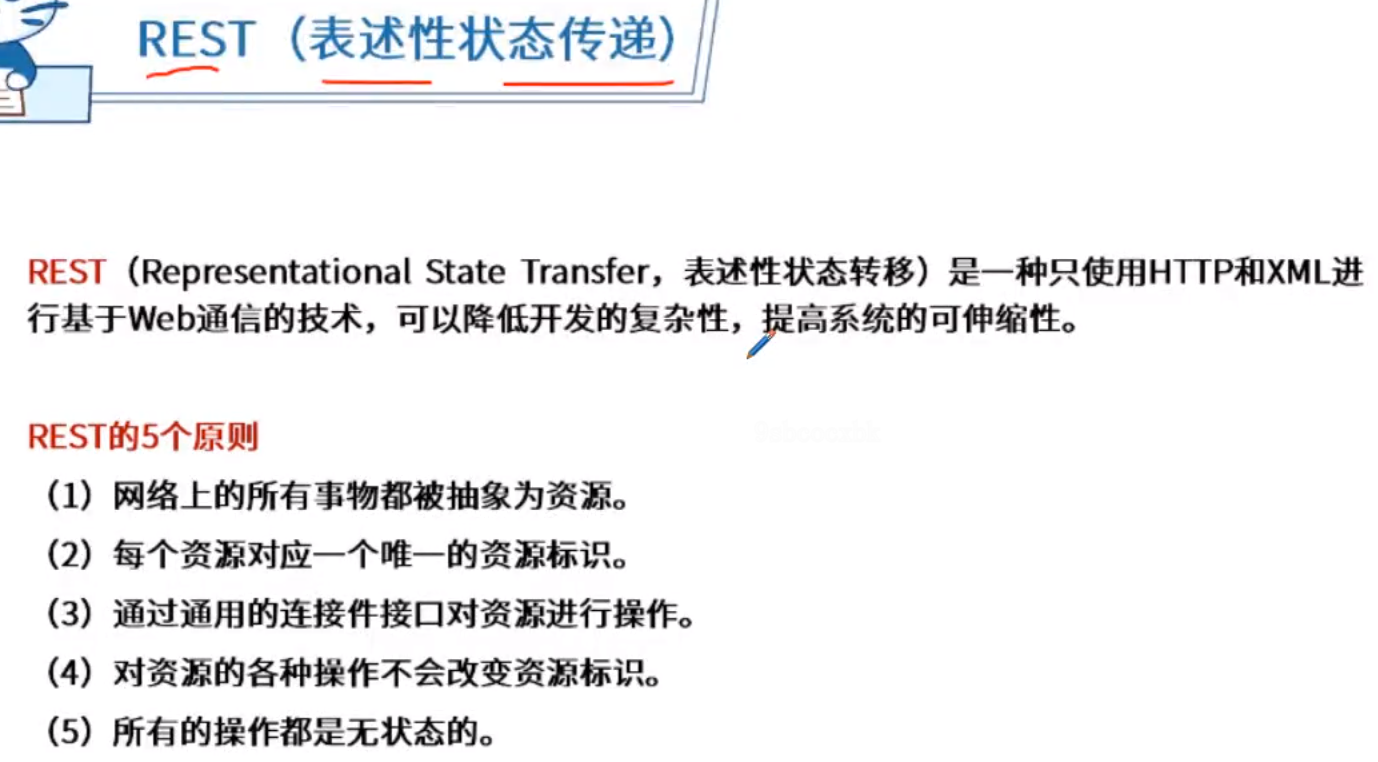 REST（表述性状态传递）
REST（Representational State Transfer，表述性状态转移）是一种只使用HTTP和XML进
行基于Web通信的技术，可以降低开发的复杂性，提高系统的可伸缩性。
REST的5个原则
（1）网络上的所有事物都被抽象为资源。
（2）每个资源对应一个唯一的资源标识。
（3）通过通用的连接件接口对资源进行操作。
（4）对资源的各种操作不会改变资源标识。
（5）所有的操作都是无状态的。